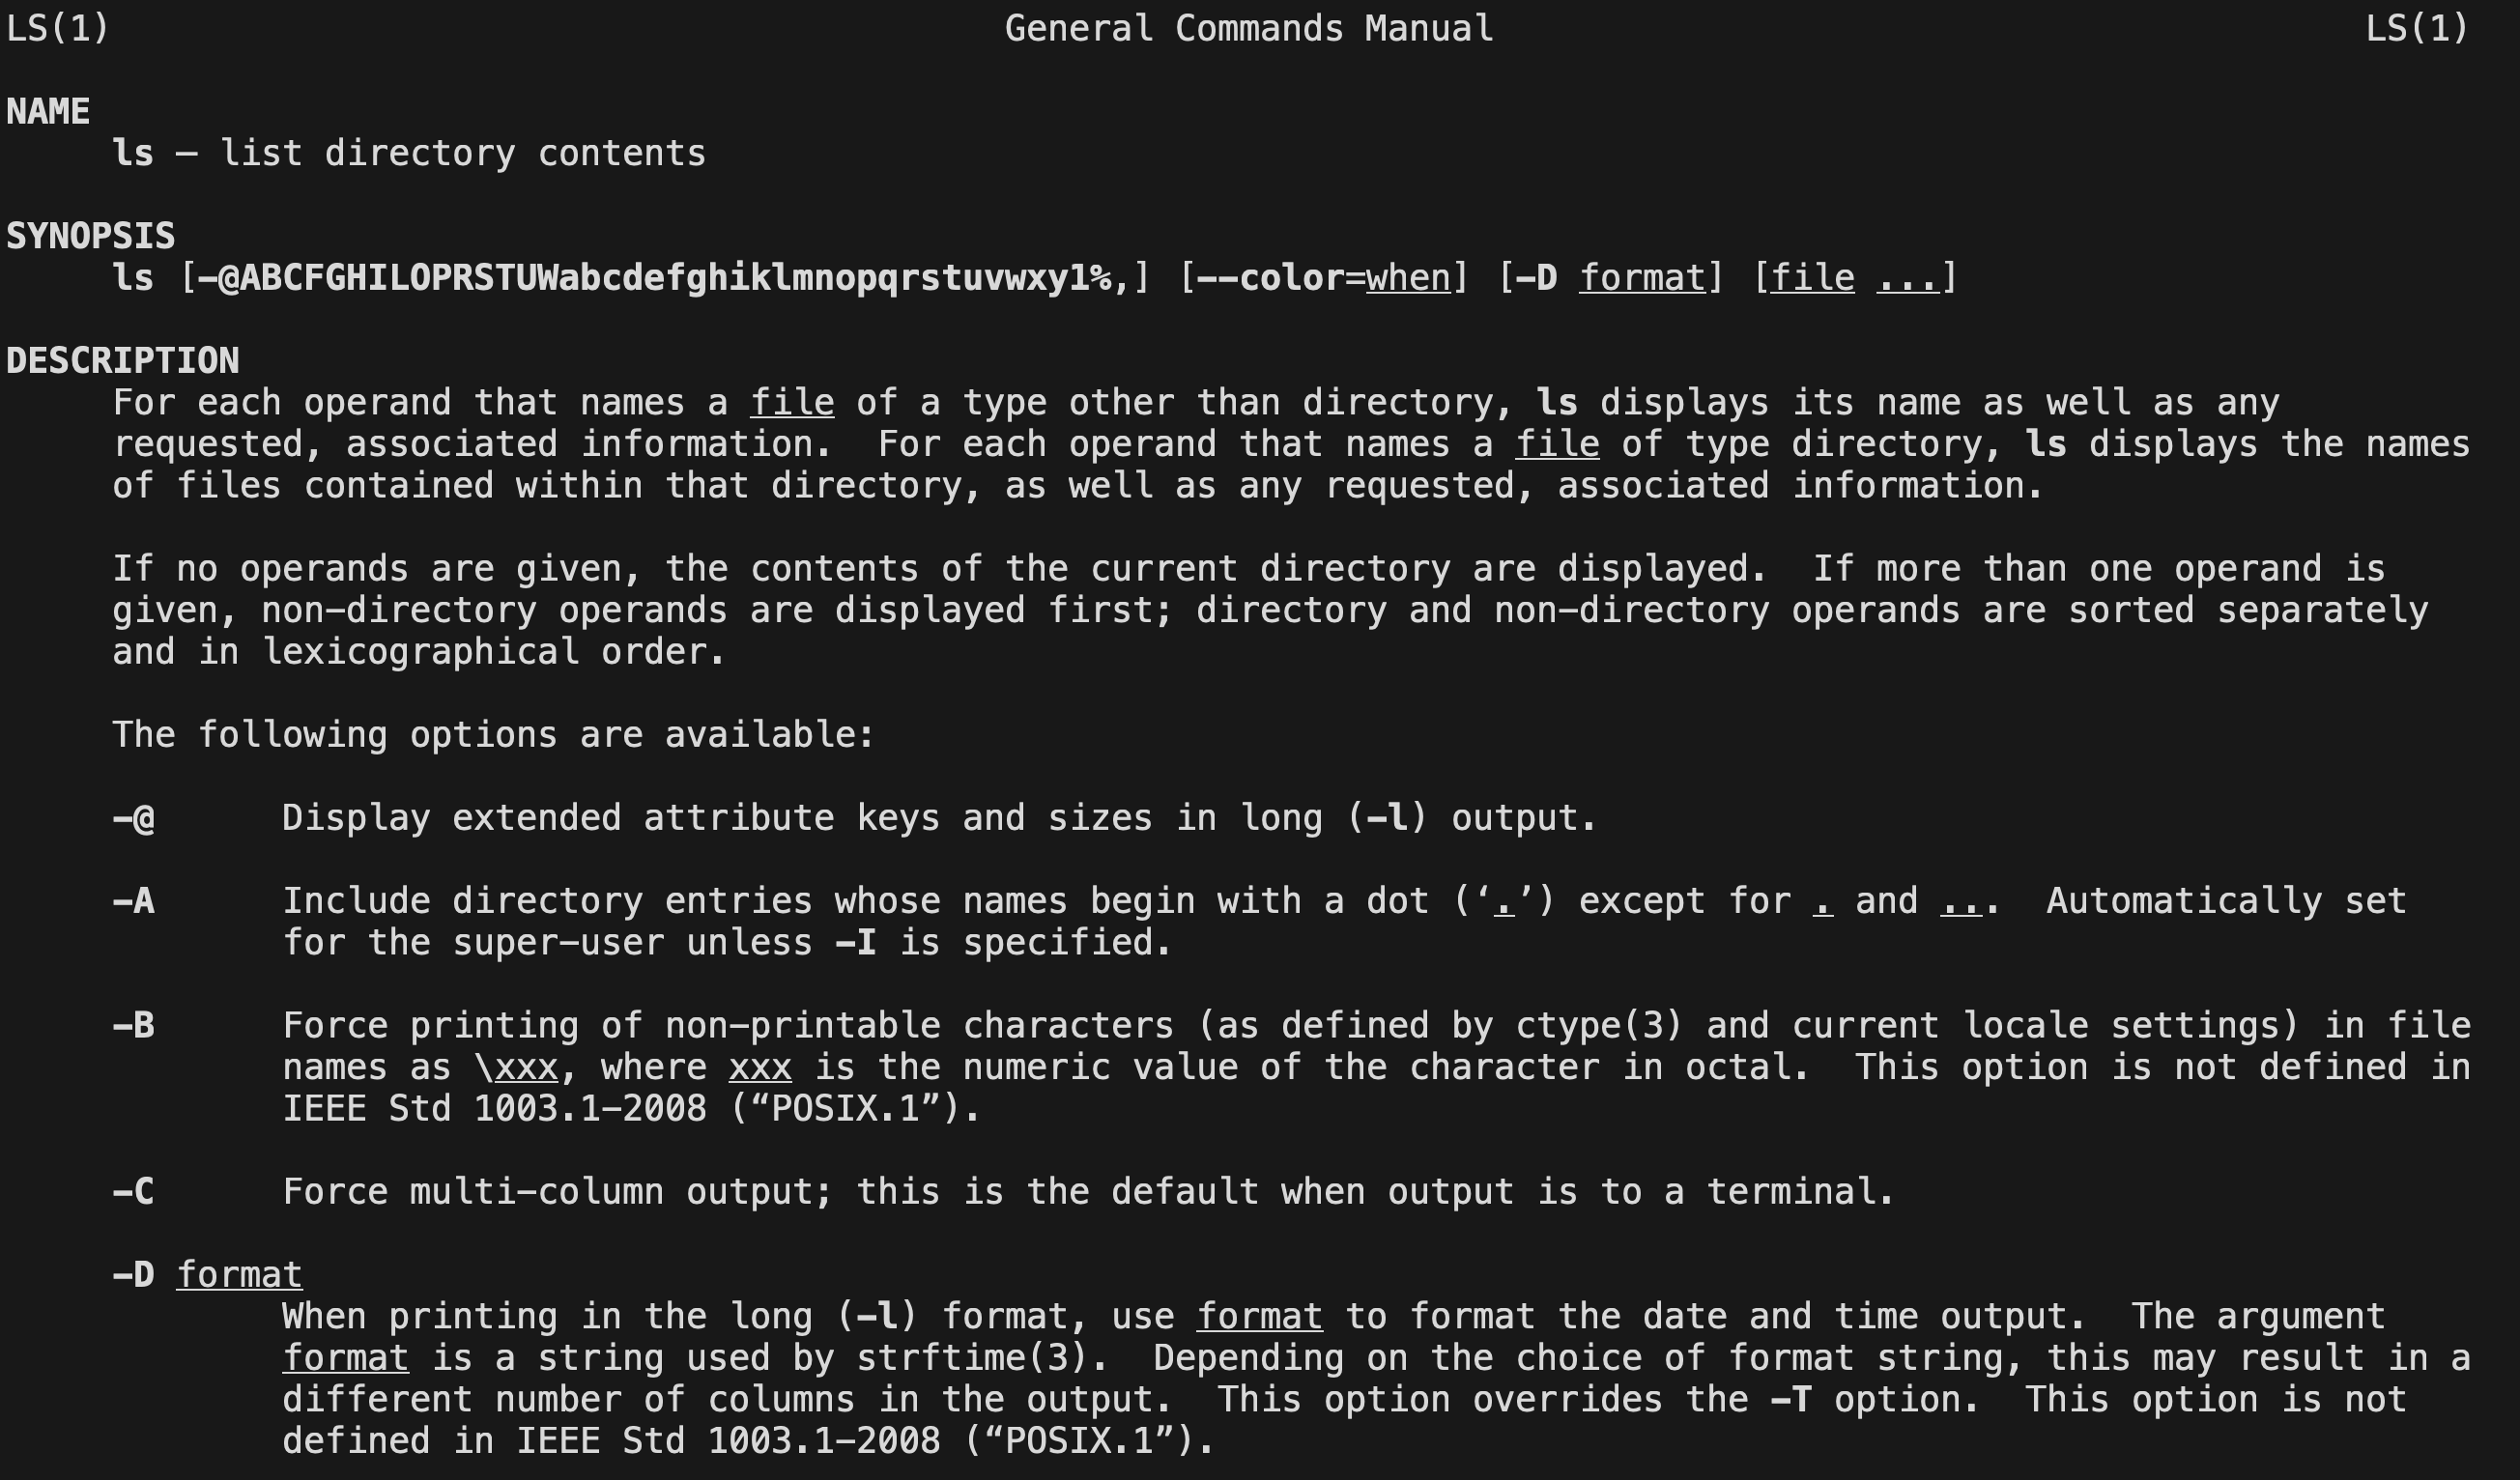 LS(1)                                          General Commands Manual                                         LS(1)
NAME
ls – list directory contents
SYNOPSIS
ls [-@ABCFGHILOPRSTUWabcdefghiklmnopqrstuvwxy1%,] [--color=when] [-D format] [file ...]
DESCRIPTION
For each operand that names a file of a type other than directory, ls displays its name as well as any
requested, associated information.  For each operand that names a file of type directory, ls displays the names
of files contained within that directory, as well as any requested, associated information.
If no operands are given, the contents of the current directory are displayed.  If more than one operand is
given, non-directory operands are displayed first; directory and non-directory operands are sorted separately
and in lexicographical order.
The following options are available:
-@      Display extended attribute keys and sizes in long (-l) output.
-A      Include directory entries whose names begin with a dot (‘.’) except for . and ...  Automatically set
for the super-user unless -I is specified.
-B      Force printing of non-printable characters (as defined by ctype(3) and current locale settings) in file
names as \xxx, where xxx is the numeric value of the character in octal.  This option is not defined in
IEEE Std 1003.1-2008 (“POSIX.1”).
-C      Force multi-column output; this is the default when output is to a terminal.
-D format
When printing in the long (-l) format, use format to format the date and time output.  The argument
format is a string used by strftime(3).  Depending on the choice of format string, this may result in a
different number of columns in the output.  This option overrides the -T option.  This option is not
defined in IEEE Std 1003.1-2008 (“POSIX.1”).